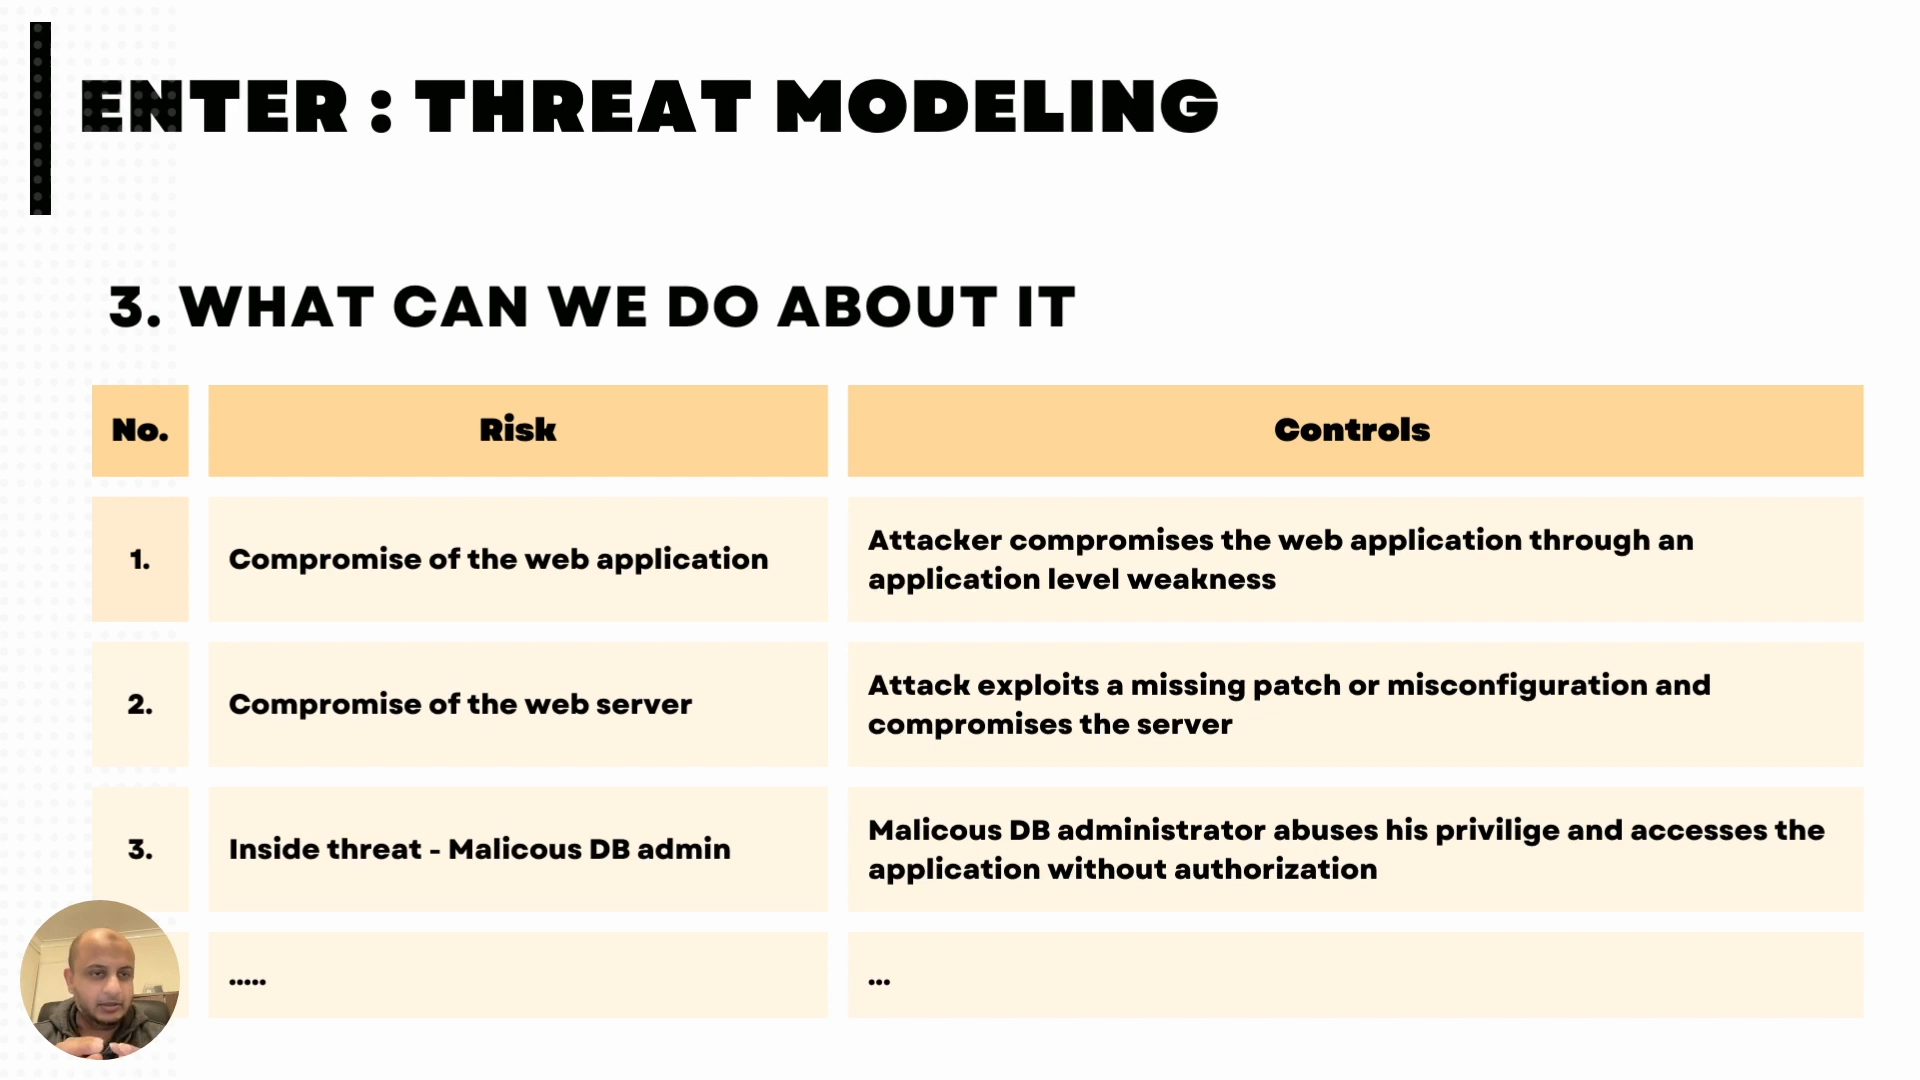 ENTER : THREAT MODELING
3. WHAT CAN WE DO ABOUT IT
No.
Risk
Controls
1.
Compromise of the web application
Attacker compromises the web application through an
application level weakness
2.
Compromise of the web server
Attack exploits a missing patch or misconfiguration and
compromises the server
3.
Inside threat - Malicous DB admin
Malicous DB administrator abuses his privilige and accesses the
application without authorization
.....
...